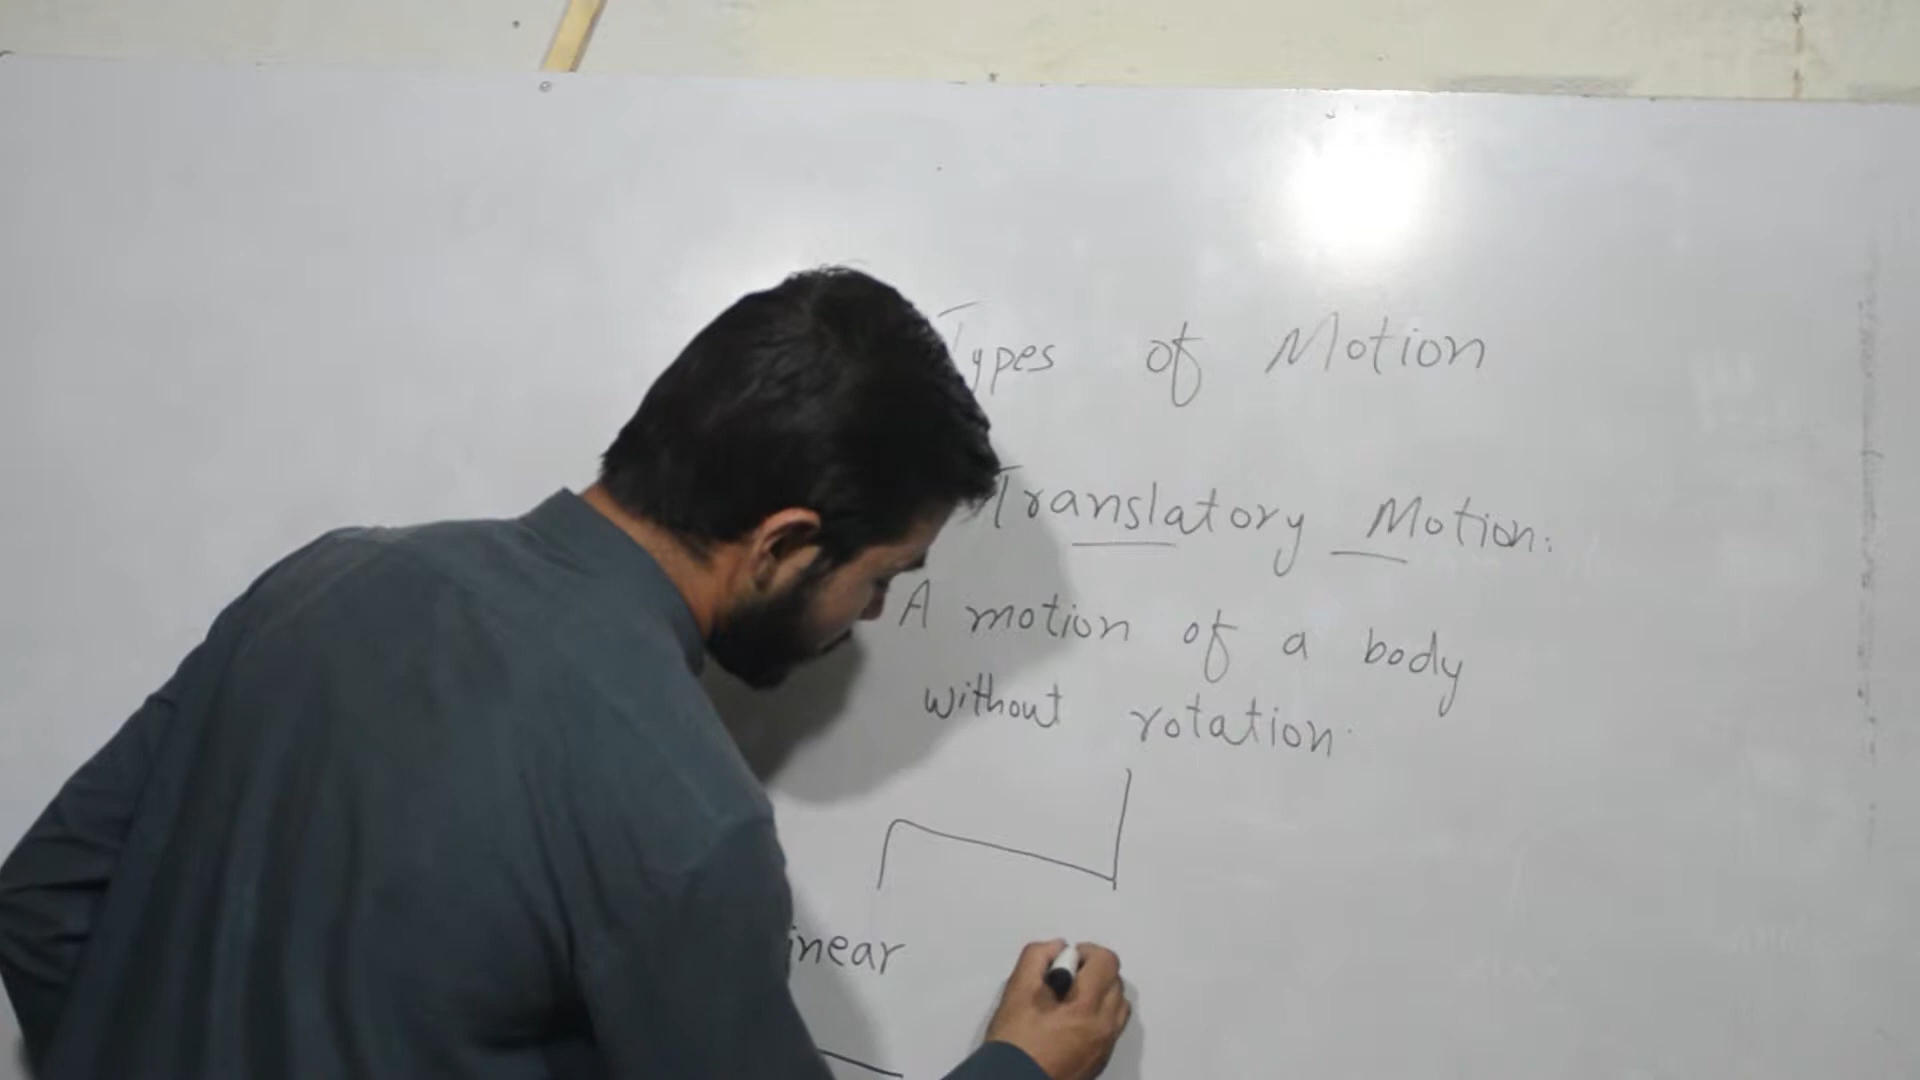 Types of Motion
Translatory Motion:
A motion of a body
without rotation.
inear